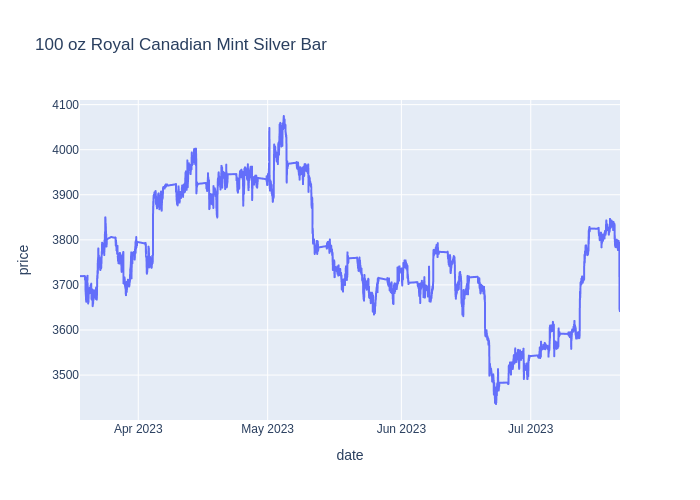 100 oz Royal Canadian Mint Silver Bar
4100
4000
3900
3800
3700
3600
3500
price
Apr 2023
May 2023
Jun 2023
Jul 2023
date